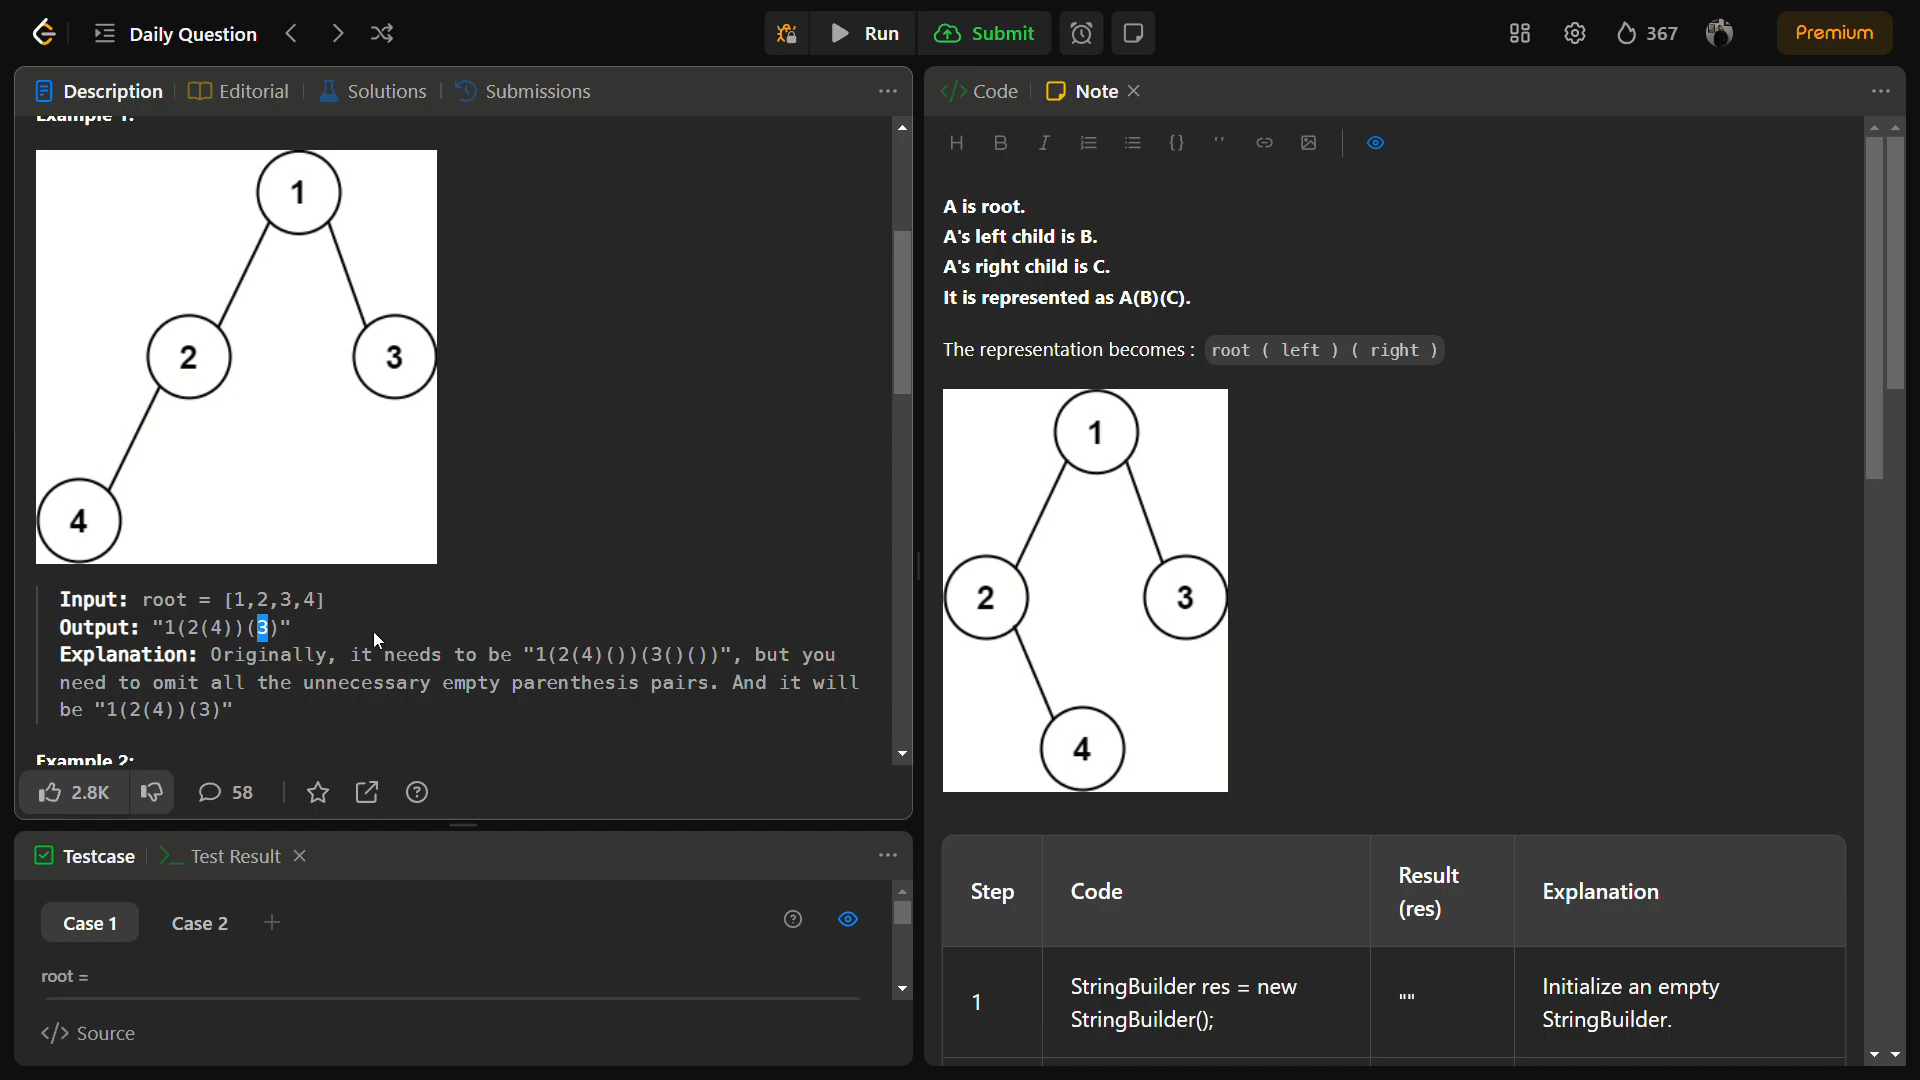 Daily Question
Run
Submit
367
Premium
Description
Editorial
Solutions
Submissions
Example 1:
1
2
3
4
Input: root = [1,2,3,4]
Output: "1(2(4))(3)"
Explanation: Originally, it needs to be "1(2(4)())(3()())", but you
need to omit all the unnecessary empty parenthesis pairs. And it will
be "1(2(4))(3)"
Example 2:
2.8K
58
Testcase
Test Result
Case 1
Case 2
root =
Source
Code
Note
A is root.
A's left child is B.
A's right child is C.
It is represented as A(B)(C).
The representation becomes : root ( left ) ( right )
1
2
3
4
Step
Code
Result
(res)
Explanation
1
StringBuilder res = new
StringBuilder();
""
Initialize an empty
StringBuilder.